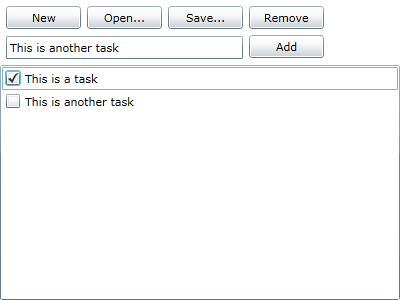 New Open... Save... Remove
This is another task Add
This is a task
This is another task